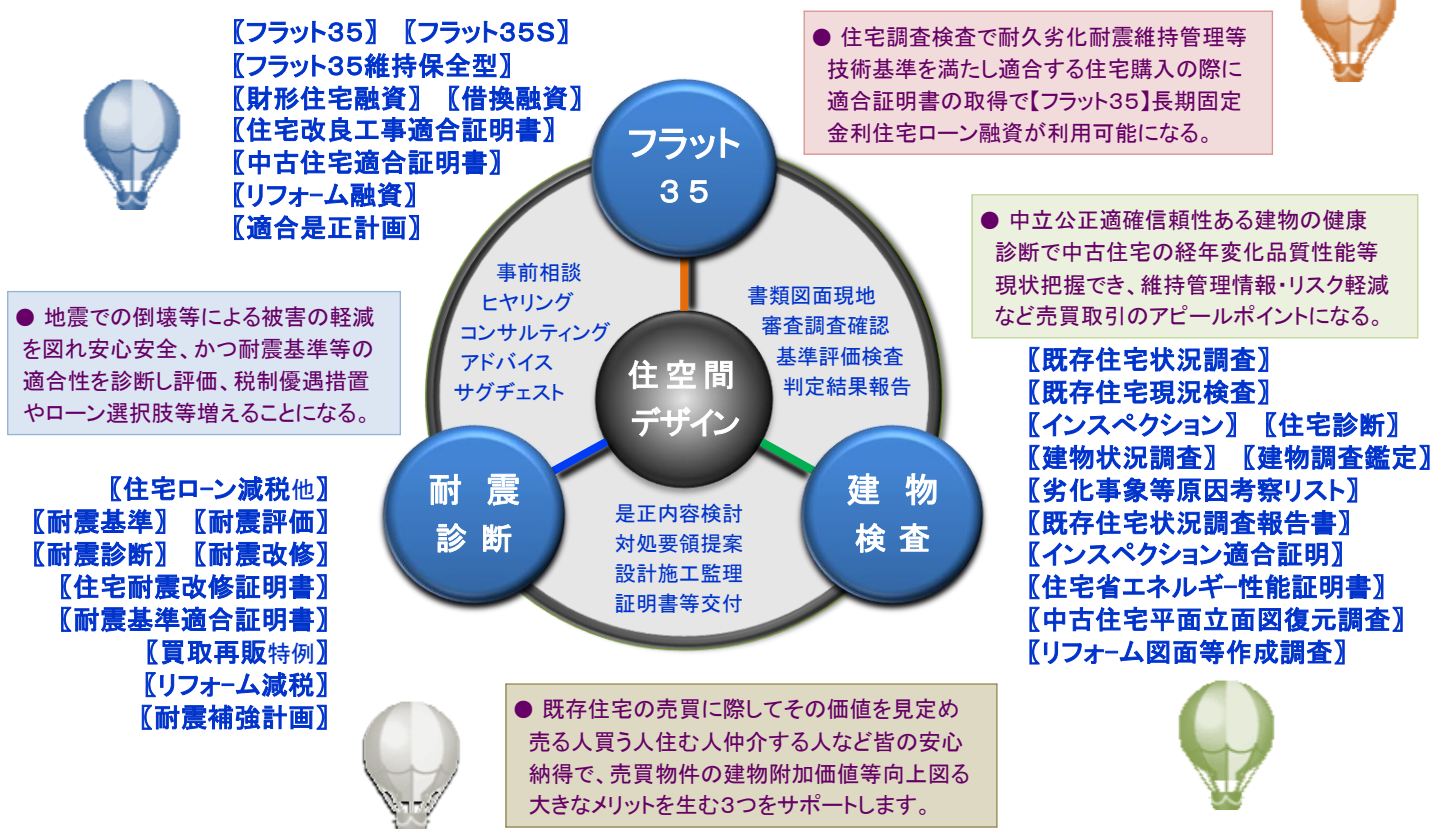 〖フラット35〗 〖フラット35S〗
〖フラット35維持保全型〗
〖財形住宅融資〗 〖借換融資〗
〖住宅改良工事適合証明書〗
〖中古住宅適合証明書〗
〖リフォーム融資〗
〖適合是正計画〗
● 住宅調査検査で耐久劣化耐震維持管理等
技術基準を満たし適合する住宅購入の際に
適合証明書の取得で【フラット35】長期固定
金利住宅ローン融資が利用可能になる。
フラット
35
● 中立公正適確信頼性ある建物の健康
診断で中古住宅の経年変化品質性能等
現状把握でき、維持管理情報・リスク軽減
など売買取引のアピールポイントになる。
事前相談
ヒヤリング
コンサルティング
アドバイス
サグヂェスト
書類図面現地
審査調査確認
基準評価検査
判定結果報告
● 地震での倒壊等による被害の軽減
を図れ安心安全、かつ耐震基準等の
適合性を診断し評価、税制優遇措置
やローン選択肢等増えることになる。
住空間
デザイン
〖既存住宅状況調査〗
〖既存住宅現況検査〗
〖インスペクション〗 〖住宅診断〗
〖建物状況調査〗 〖建物調査鑑定〗
〖劣化事象等原因考察リスト〗
〖既存住宅状況調査報告書〗
〖インスペクション適合証明〗
〖住宅省エネルギー性能証明書〗
〖中古住宅平面立面図復元調査〗
〖リフォーム図面等作成調査〗
耐震
診断
建物
検査
〖住宅ローン減税他〗
〖耐震基準〗 〖耐震評価〗
〖耐震診断〗 〖耐震改修〗
〖住宅耐震改修証明書〗
〖耐震基準適合証明書〗
〖買取再販特例〗
〖リフォーム減税〗
〖耐震補強計画〗
是正内容検討
対処要領提案
設計施工監理
証明書等交付
● 既存住宅の売買に際してその価値を見定め
売る人買う人住む人仲介する人など皆の安心
納得で、売買物件の建物附加価値等向上図る
大きなメリットを生む3つをサポートします。